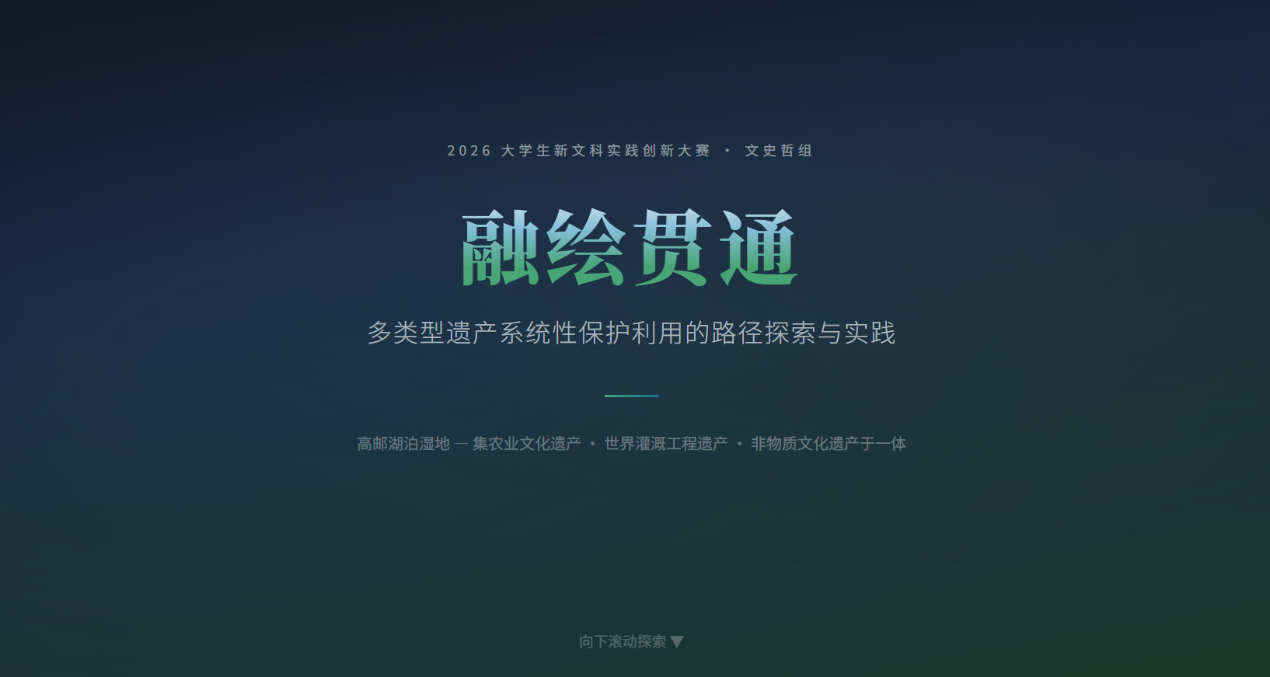 2026 大学生新文科实践创新大赛 · 文史哲组
融绘贯通
多类型遗产系统性保护利用的路径探索与实践
高邮湖泊湿地 — 集农业文化遗产 • 世界灌溉工程遗产 • 非物质文化遗产于一体
向下滚动探索 ▼